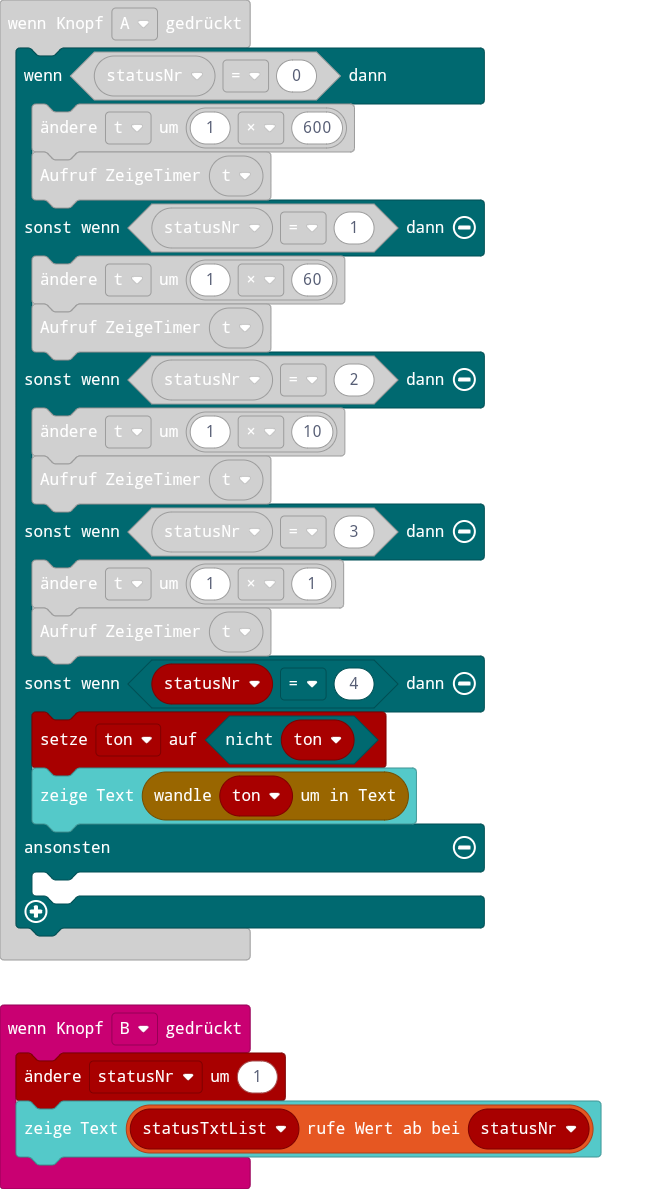 wenn Knopf A gedrückt
wenn statusNr = 0 dann
ändere t um 1 × 600
Aufruf ZeigeTimer t
sonst wenn statusNr = 1 dann
ändere t um 1 × 60
Aufruf ZeigeTimer t
sonst wenn statusNr = 2 dann
ändere t um 1 × 10
Aufruf ZeigeTimer t
sonst wenn statusNr = 3 dann
ändere t um 1 × 1
Aufruf ZeigeTimer t
sonst wenn statusNr = 4 dann
setze ton auf nicht ton
zeige Text wandle ton um in Text
ansonsten
wenn Knopf B gedrückt
ändere statusNr um 1
zeige Text statusTxtList rufe Wert ab bei statusNr